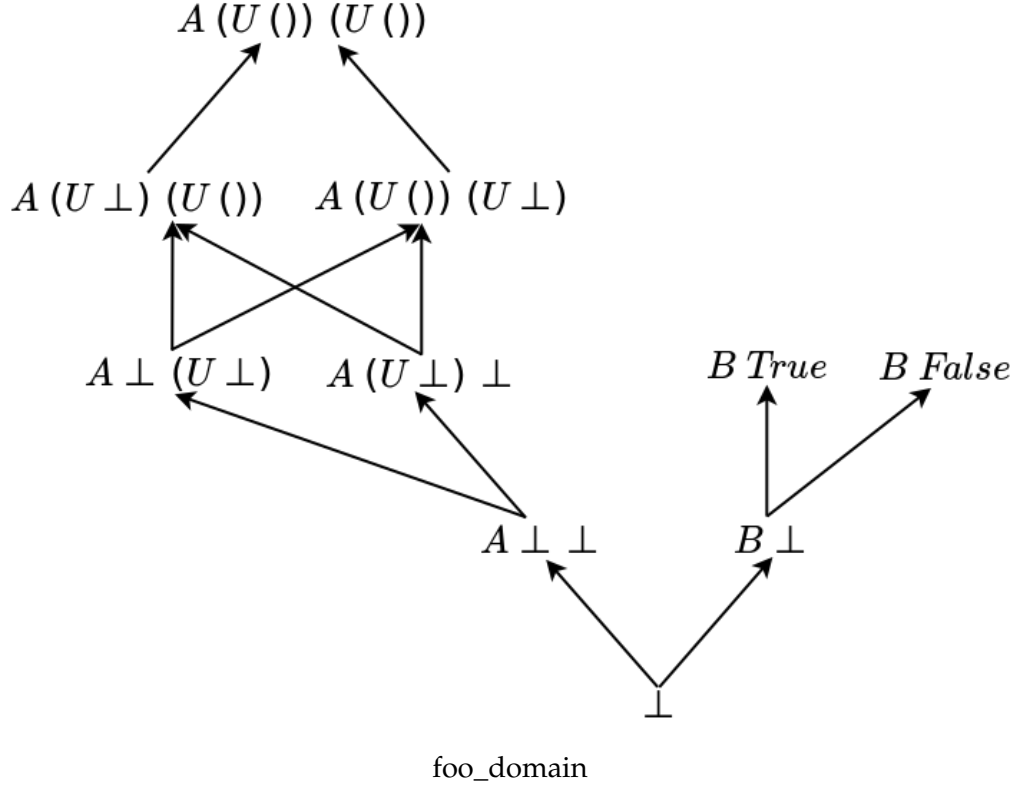 A (U ()) (U ())
A (U ⊥) (U ())
A (U ()) (U ⊥)
A ⊥ (U ⊥)
A (U ⊥) ⊥
B True
B False
A ⊥ ⊥
B ⊥
⊥
foo_domain